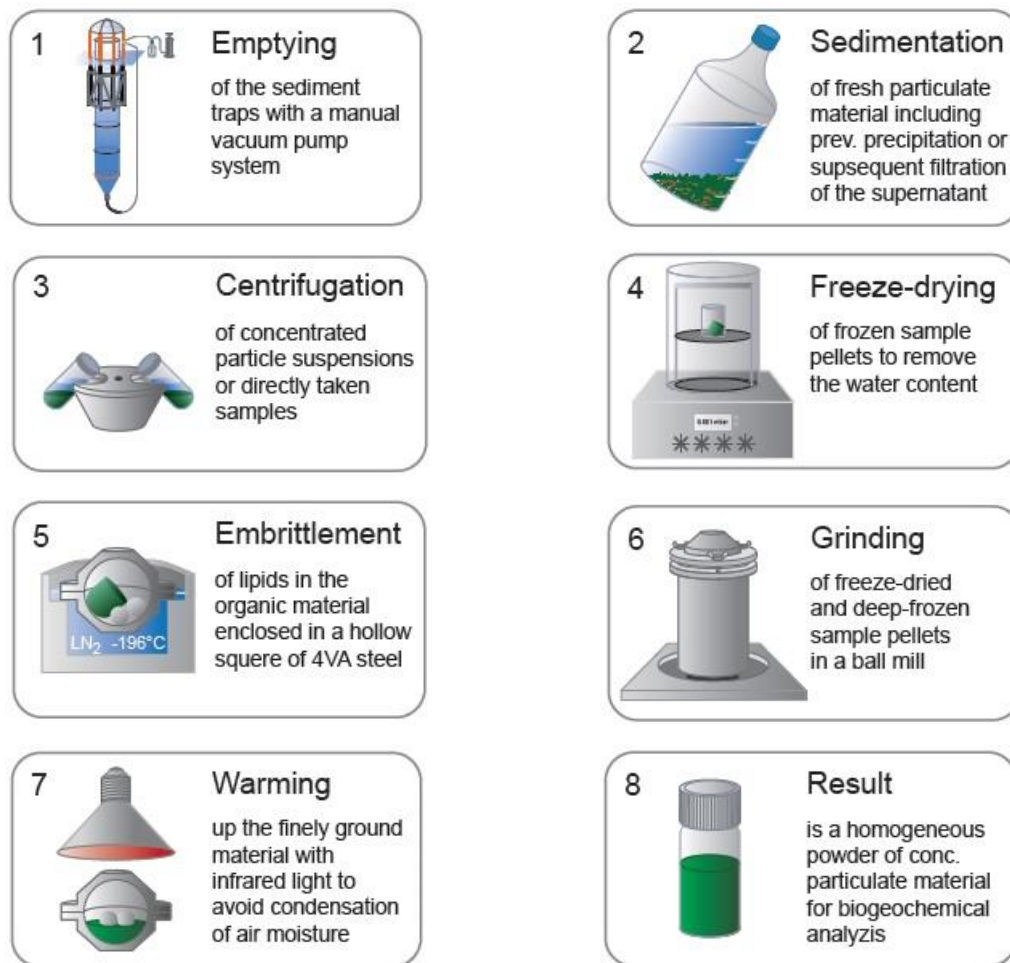 1
Emptying
of the sediment
traps with a manual
vacuum pump
system
2
Sedimentation
of fresh particulate
material including
prev. precipitation or
supsequent filtration
of the supernatant
3
Centrifugation
of concentrated
particle suspensions
or directly taken
samples
4
Freeze-drying
of frozen sample
pellets to remove
the water content
5
Embrittlement
of lipids in the
organic material
enclosed in a hollow
squere of 4VA steel
LN2 -196°C
6
Grinding
of freeze-dried
and deep-frozen
sample pellets
in a ball mill
7
Warming
up the finely ground
material with
infrared light to
avoid condensation
of air moisture
8
Result
is a homogeneous
powder of conc.
particulate material
for biogeochemical
analyzis